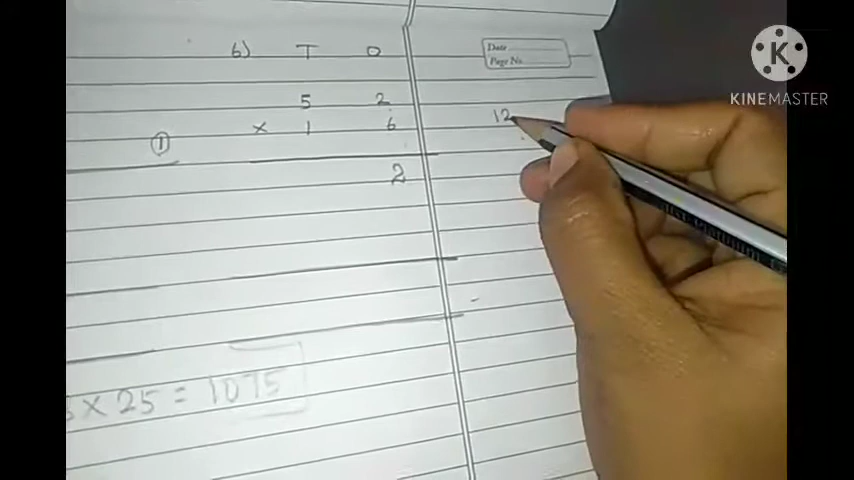 K
KINEMASTER
Date
Page No.
6) T O
5 2
× 1 6
12
①
2
× 25 = 1075